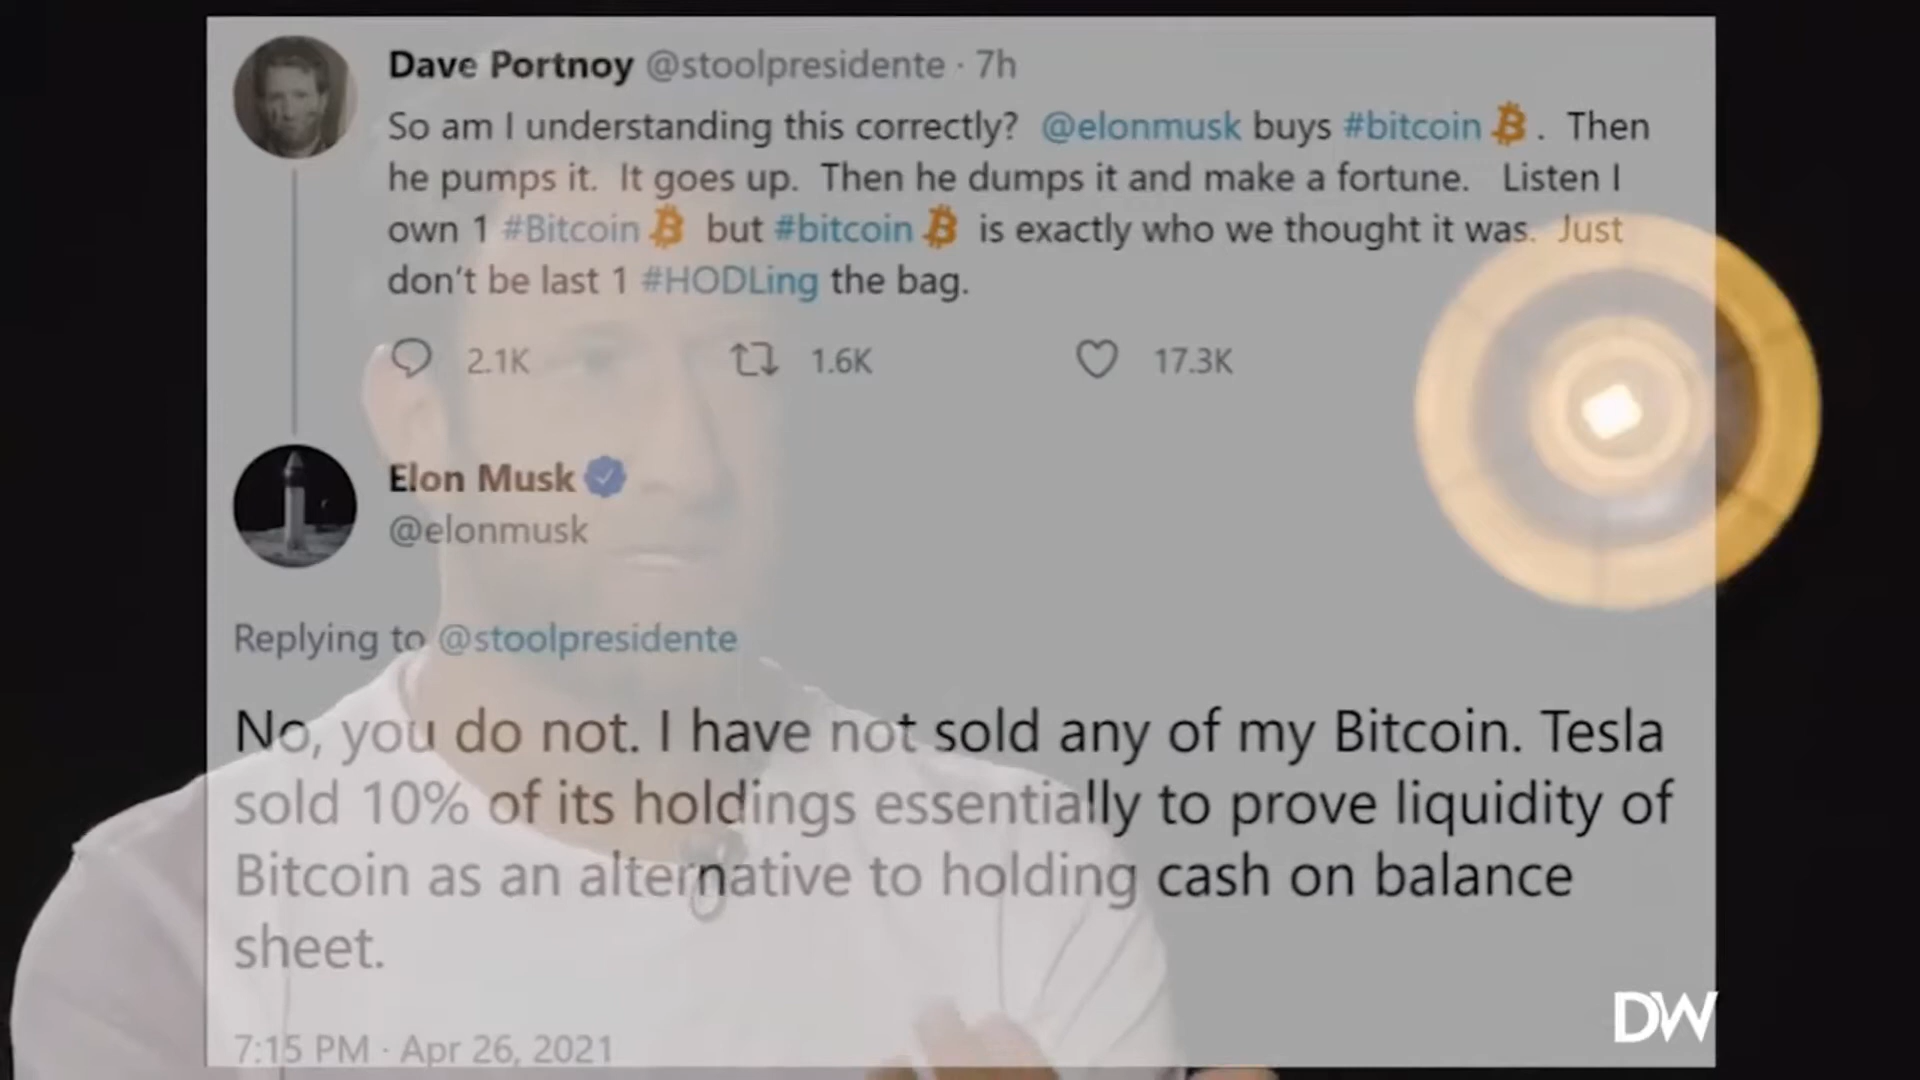 Dave Portnoy @stoolpresidente · 7h
So am I understanding this correctly? @elonmusk buys #bitcoin₿. Then
he pumps it. It goes up. Then he dumps it and make a fortune. Listen I
own 1 #Bitcoin₿ but #bitcoin₿ is exactly who we thought it was. Just
don't be last 1 #HODLing the bag.
2.1K 1.6K 17.3K
Elon Musk
@elonmusk
Replying to @stoolpresidente
No, you do not. I have not sold any of my Bitcoin. Tesla
sold 10% of its holdings essentially to prove liquidity of
Bitcoin as an alternative to holding cash on balance
sheet.
7:15 PM · Apr 26, 2021
DW